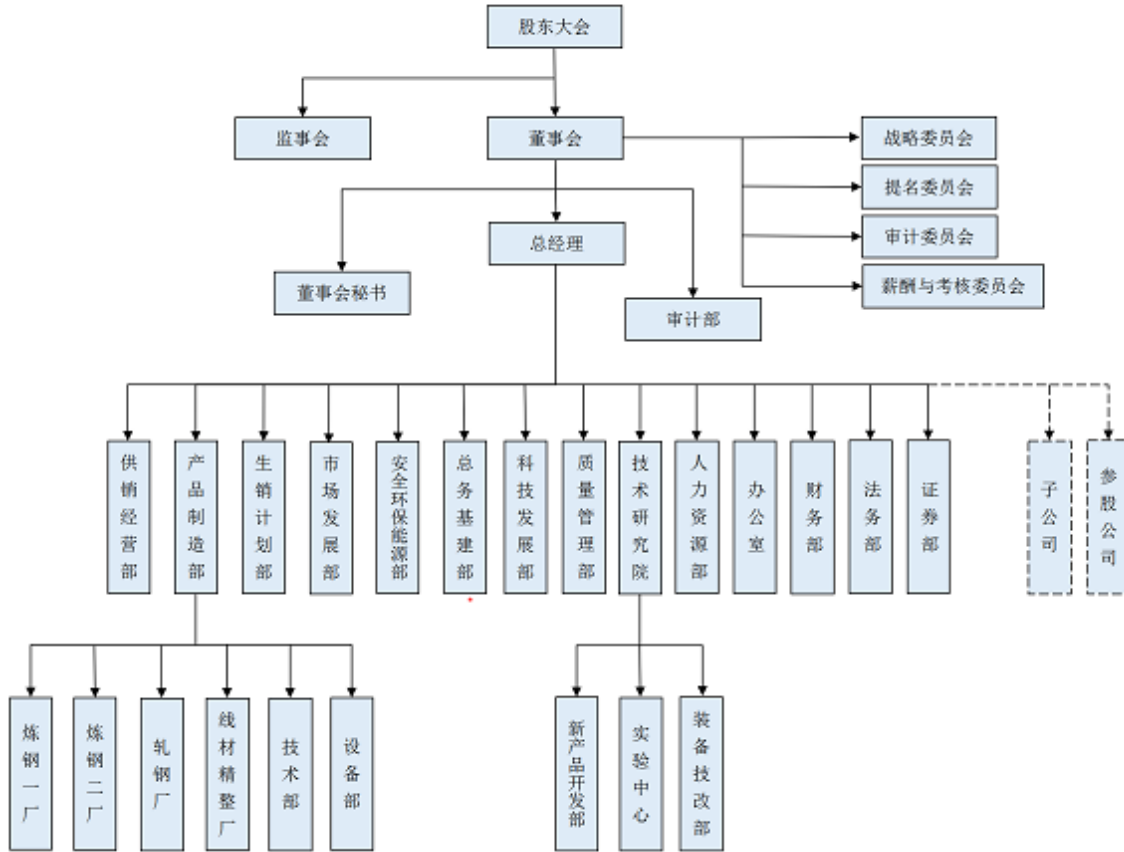 股东大会
监事会
董事会
战略委员会
提名委员会
审计委员会
薪酬与考核委员会
总经理
董事会秘书
审计部
供销经营部
产品制造部
生销计划部
市场发展部
安全环保能源部
总务基建部
科技发展部
质量管理部
技术研究院
人力资源部
办公室
财务部
法务部
证券部
子公司
参股公司
炼钢一厂
炼钢二厂
轧钢厂
线材精整厂
技术部
设备部
新产品开发部
实验中心
装备技改部